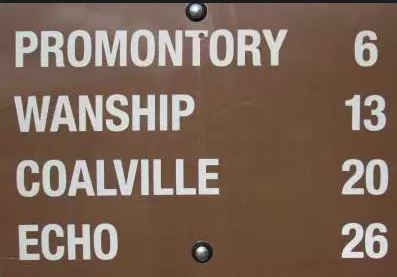 PROMONTORY 6
WANSHIP 13
COALVILLE 20
ECHO 26